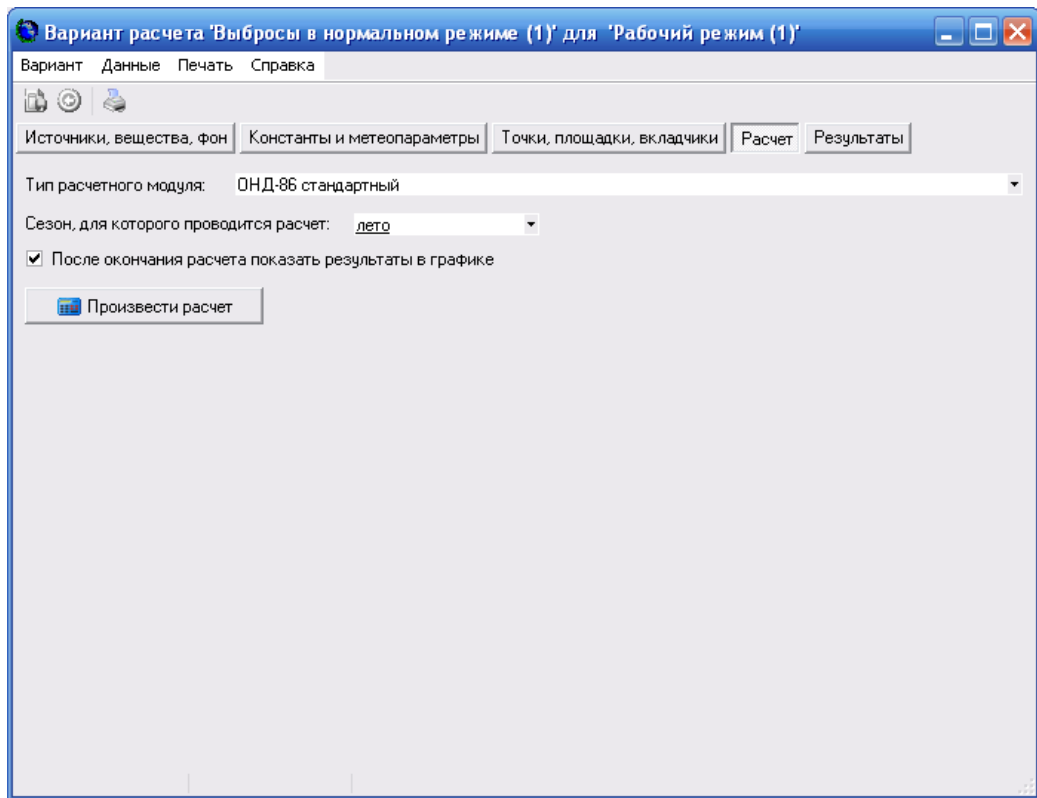 Вариант расчета 'Выбросы в нормальном режиме (1)' для 'Рабочий режим (1)'
Вариант Данные Печать Справка
Источники, вещества, фон Константы и метеопараметры Точки, площадки, вкладчики Расчет Результаты
Тип расчетного модуля: ОНД-86 стандартный
Сезон, для которого проводится расчет: лето
После окончания расчета показать результаты в графике
Произвести расчет